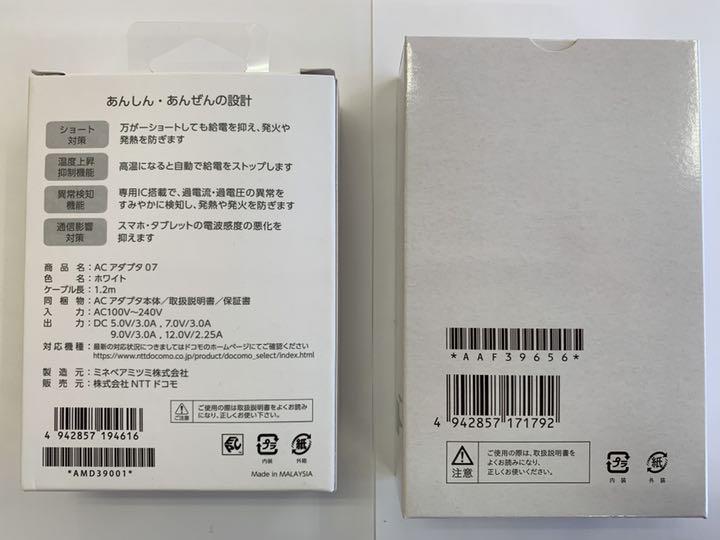 あんしん・あんぜんの設計
ショート対策
万が一ショートしても給電を抑え、発火や
発熱を防ぎます
温度上昇抑制機能
高温になると自動で給電をストップします
異常検知機能
専用IC搭載で、過電流・過電圧の異常を
すみやかに検知し、発熱や発火を防ぎます
通信影響対策
スマホ・タブレットの電波感度の悪化を
抑えます
商品名：AC アダプタ 07
色名：ホワイト
ケーブル長：1.2m
同梱物：AC アダプタ本体／取扱説明書／保証書
入力：AC100V～240V
出力：DC 5.0V/3.0A , 7.0V/3.0A
9.0V/3.0A , 12.0V/2.25A
対応機種：最新の対応状況につきましてはドコモのホームページにてご確認ください
https://www.nttdocomo.co.jp/product/docomo_select/index.html
製造元：ミネベアミツミ株式会社
販売元：株式会社 NTT ドコモ
4 942857 194616
*AMD39001*
ご注意
ご使用の際は取扱説明書をよくお読み
になり、正しくお使い下さい。
プラ
内装
紙
外箱
Made in MALAYSIA
*AAF39656*
4 942857 171792
注意
ご使用の際は、取扱説明書を
よくお読みになり、
正しくお使いください。
プラ
内装
紙
外装